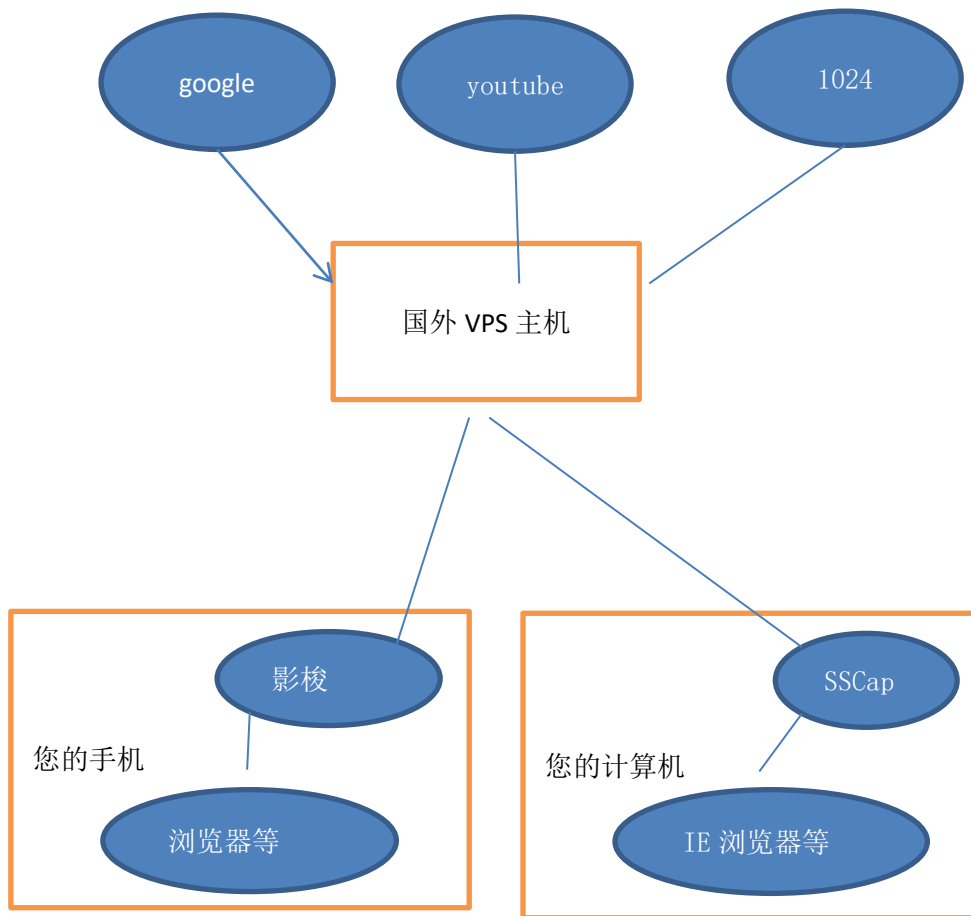 google
youtube
1024
国外 VPS 主机
影梭
SSCap
您的手机
您的计算机
浏览器等
IE 浏览器等